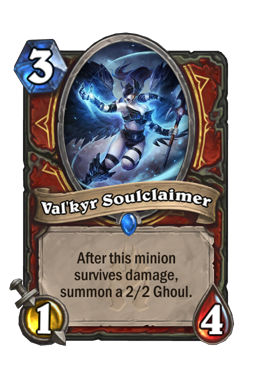 3
Val'kyr Soulclaimer
After this minion
survives damage,
summon a 2/2 Ghoul.
1
4